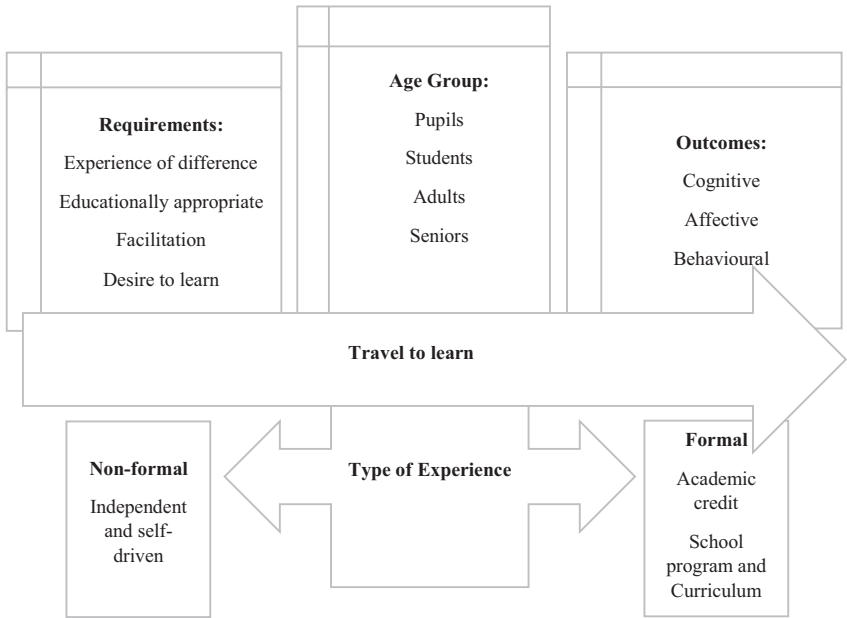 Requirements:
Experience of difference
Educationally appropriate
Facilitation
Desire to learn
Age Group:
Pupils
Students
Adults
Seniors
Outcomes:
Cognitive
Affective
Behavioural
Travel to learn
Non-formal
Independent
and self-
driven
Type of Experience
Formal
Academic
credit
School
program and
Curriculum